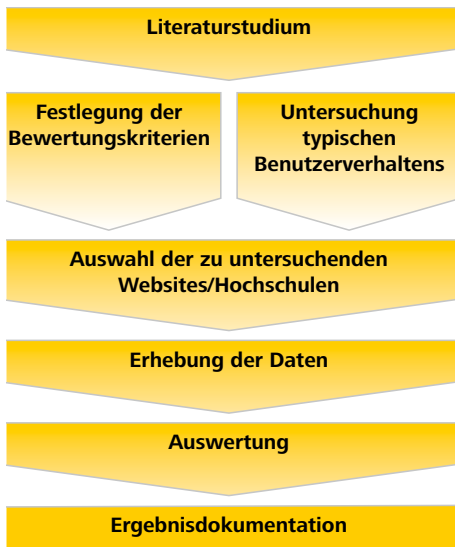 Literaturstudium
Festlegung der
Bewertungskriterien
Untersuchung
typischen
Benutzerverhaltens
Auswahl der zu untersuchenden
Websites/Hochschulen
Erhebung der Daten
Auswertung
Ergebnisdokumentation